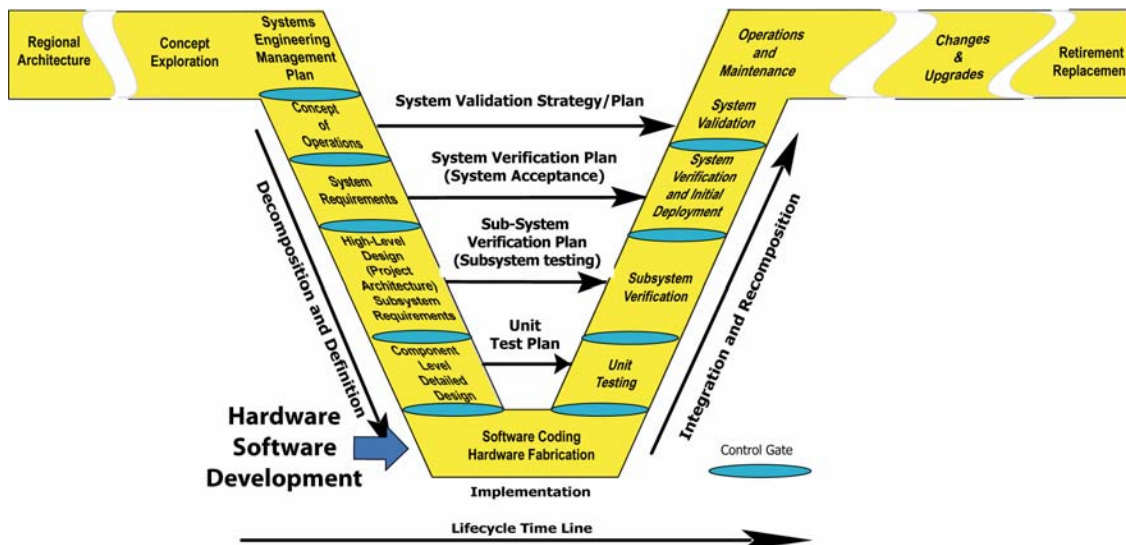 Regional
Architecture
Concept
Exploration
Systems
Engineering
Management
Plan
Concept
of
Operations
System
Requirements
High-Level
Design
(Project
Architecture)
Subsystem
Requirements
Component
Level
Detailed
Design
Decomposition and Definition
Hardware
Software
Development
Software Coding
Hardware Fabrication
Implementation
System Validation Strategy/Plan
System Verification Plan
(System Acceptance)
Sub-System
Verification Plan
(Subsystem testing)
Unit
Test Plan
Unit
Testing
Subsystem
Verification
System
Verification
and Initial
Deployment
System
Validation
Operations
and
Maintenance
Changes
&
Upgrades
Retirement
Replacement
Integration and Recomposition
Control Gate
Lifecycle Time Line